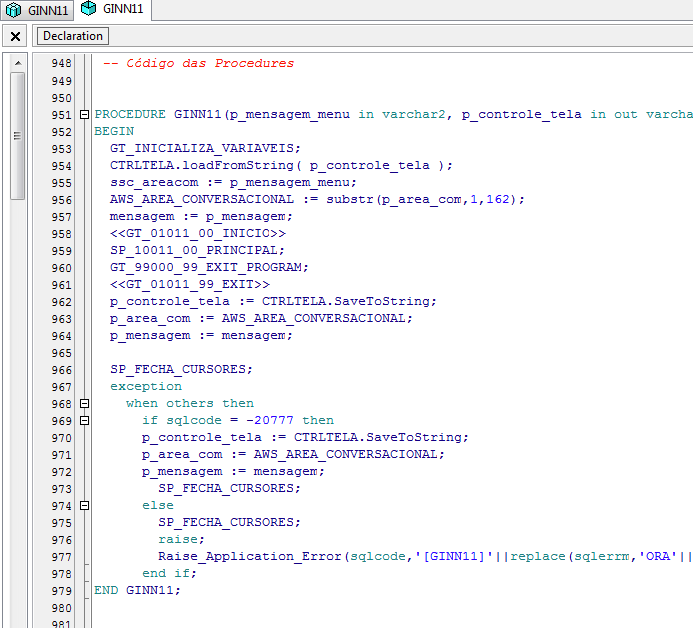 GINN11 GINN11
Declaration
948 -- Código das Procedures
949
950
951 PROCEDURE GINN11(p_mensagem_menu in varchar2, p_controle_tela in out varcha
952 BEGIN
953 GT_INICIALIZA_VARIAVEIS;
954 CTRLTELA.loadFromString( p_controle_tela );
955 ssc_areacom := p_mensagem_menu;
956 AWS_AREA_CONVERSACIONAL := substr(p_area_com,1,162);
957 mensagem := p_mensagem;
958 <<GT_01011_00_INICIO>>
959 SP_10011_00_PRINCIPAL;
960 GT_99000_99_EXIT_PROGRAM;
961 <<GT_01011_99_EXIT>>
962 p_controle_tela := CTRLTELA.SaveToString;
963 p_area_com := AWS_AREA_CONVERSACIONAL;
964 p_mensagem := mensagem;
965
966 SP_FECHA_CURSORES;
967 exception
968 when others then
969 if sqlcode = -20777 then
970 p_controle_tela := CTRLTELA.SaveToString;
971 p_area_com := AWS_AREA_CONVERSACIONAL;
972 p_mensagem := mensagem;
973 SP_FECHA_CURSORES;
974 else
975 SP_FECHA_CURSORES;
976 raise;
977 Raise_Application_Error(sqlcode,'[GINN11]'||replace(sqlerrm,'ORA'||
978 end if;
979 END GINN11;
980
981